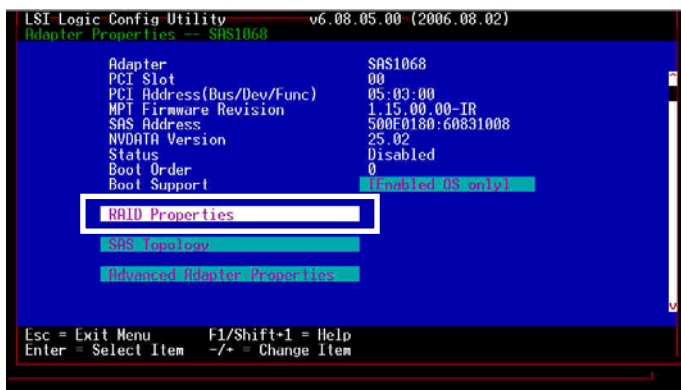 LSI Logic Config Utility v6.08.05.00 (2006.08.02)
Adapter Properties -- SAS1068
Adapter SAS1068
PCI Slot 00
PCI Address(Bus/Dev/Func) 05:03:00
MPT Firmware Revision 1.15.00.00-IR
SAS Address 500E0180:60831008
NVDATA Version 25.02
Status Disabled
Boot Order 0
Boot Support [Enabled OS only]
RAID Properties
SAS Topology
Advanced Adapter Properties
Esc = Exit Menu F1/Shift+1 = Help
Enter = Select Item -/+ = Change Item